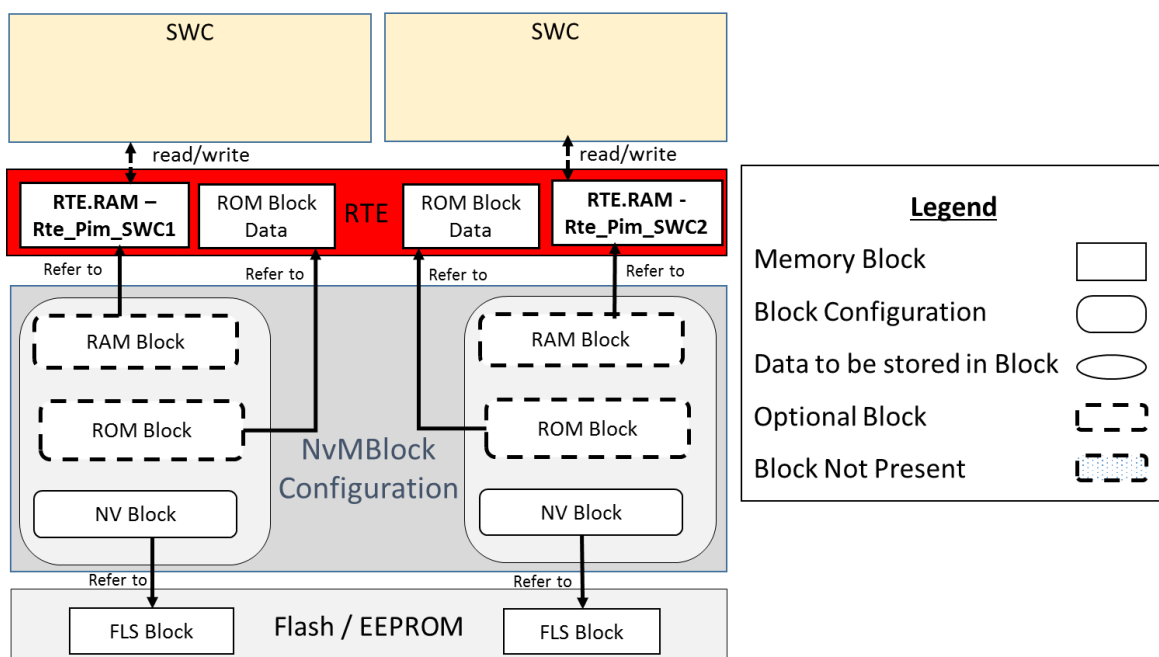 SWC
SWC
read/write
read/write
RTE.RAM –
Rte_Pim_SWC1
ROM Block
Data
RTE
ROM Block
Data
RTE.RAM -
Rte_Pim_SWC2
Refer to
Refer to
Refer to
Refer to
RAM Block
ROM Block
NV Block
NvMBlock
Configuration
RAM Block
ROM Block
NV Block
Refer to
Refer to
FLS Block
Flash / EEPROM
FLS Block
Legend
Memory Block
Block Configuration
Data to be stored in Block
Optional Block
Block Not Present